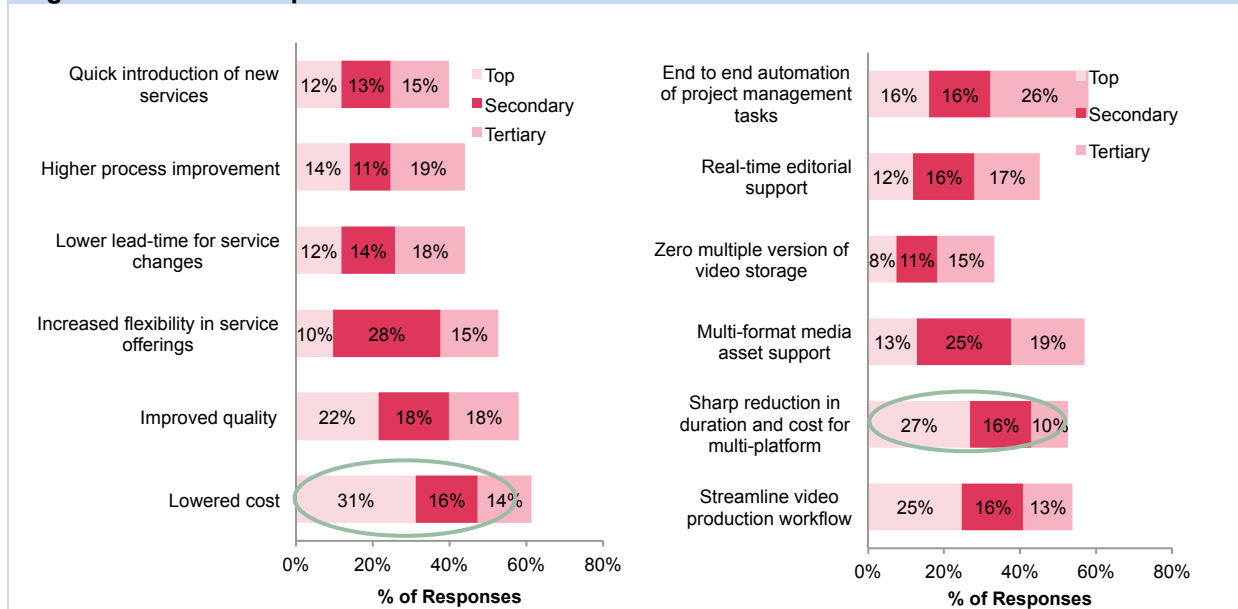 Quick introduction of new
services
12% 13% 15%
Higher process improvement
14% 11% 19%
Lower lead-time for service
changes
12% 14% 18%
Increased flexibility in service
offerings
10% 28% 15%
Improved quality
22% 18% 18%
Lowered cost
31% 16% 14%
0% 20% 40% 60% 80%
% of Responses
Top
Secondary
Tertiary
End to end automation
of project management
tasks
16% 16% 26%
Real-time editorial
support
12% 16% 17%
Zero multiple version of
video storage
8% 11% 15%
Multi-format media
asset support
13% 25% 19%
Sharp reduction in
duration and cost for
multi-platform
27% 16% 10%
Streamline video
production workflow
25% 16% 13%
0% 20% 40% 60% 80%
% of Responses
Top
Secondary
Tertiary